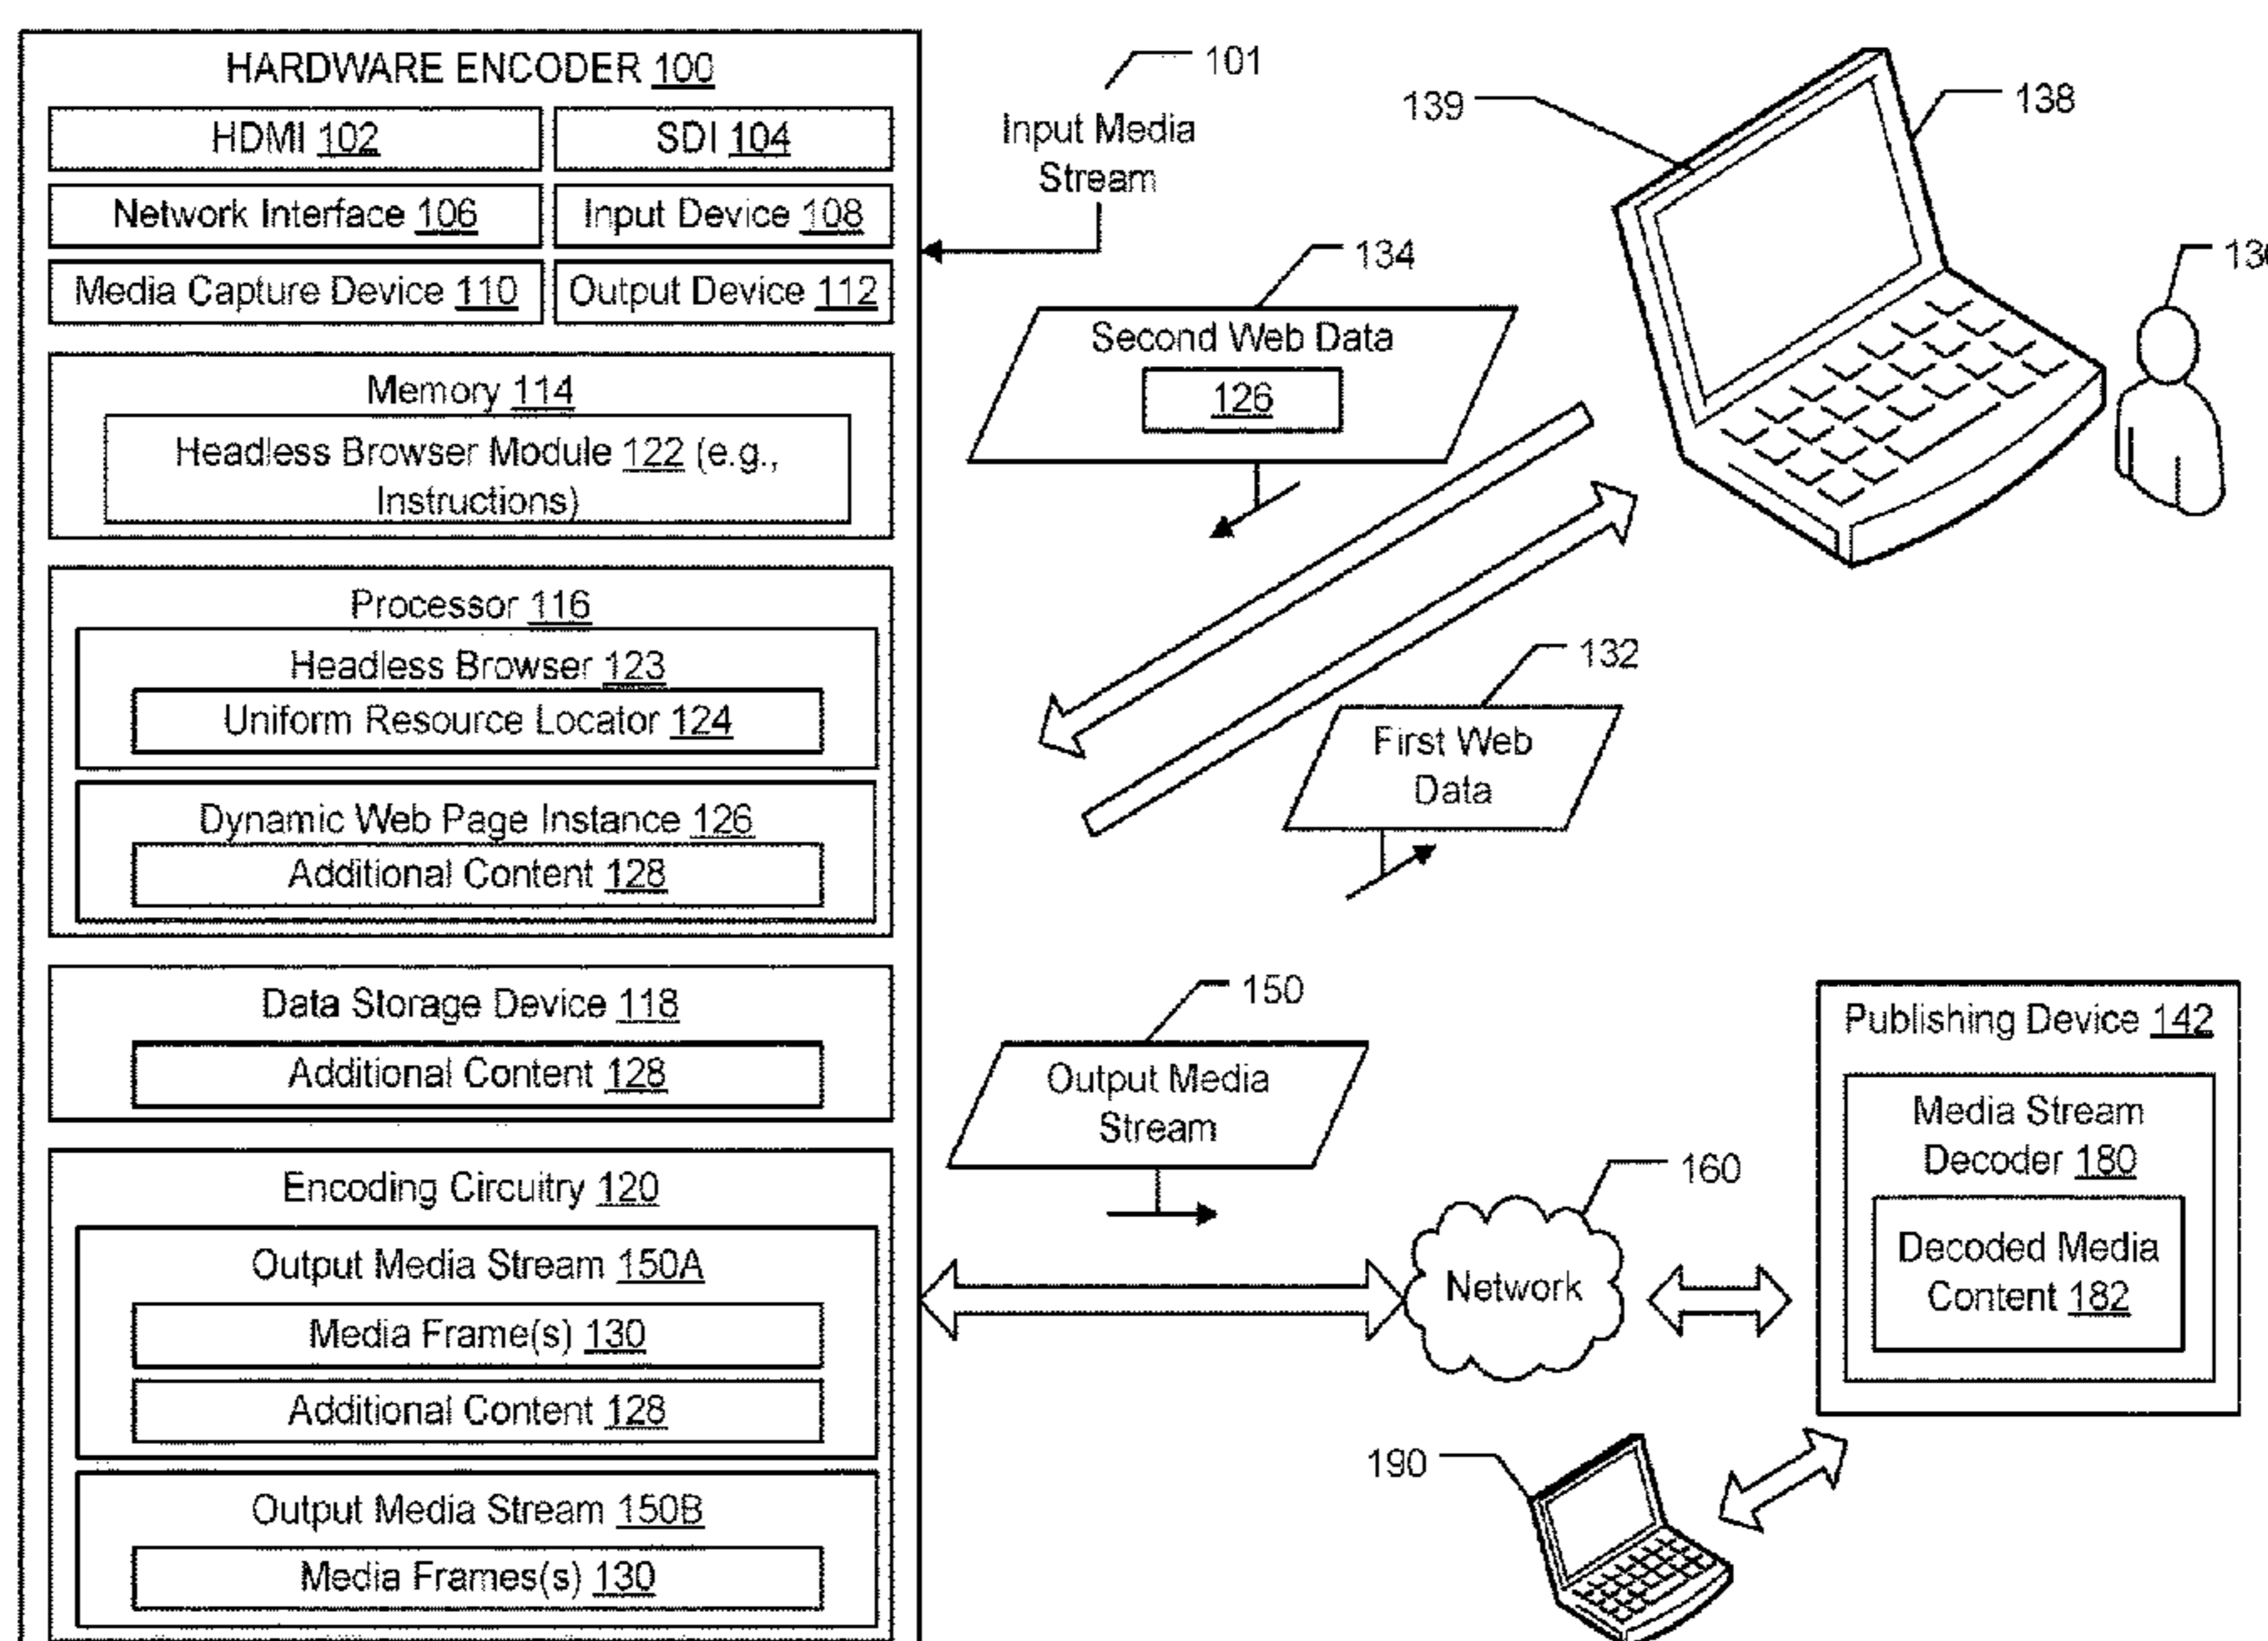 HARDWARE ENCODER 100
HDMI 102
SDI 104
Network Interface 106
Input Device 108
Media Capture Device 110
Output Device 112
Memory 114
Headless Browser Module 122 (e.g.,
Instructions)
Processor 116
Headless Browser 123
Uniform Resource Locator 124
Dynamic Web Page Instance 126
Additional Content 128
Data Storage Device 118
Additional Content 128
Encoding Circuitry 120
Output Media Stream 150A
Media Frame(s) 130
Additional Content 128
Output Media Stream 150B
Media Frames(s) 130
101
Input Media
Stream
134
Second Web Data
126
139
138
132
First Web
Data
150
Output Media
Stream
160
Network
Publishing Device 142
Media Stream
Decoder 180
Decoded Media
Content 182
190